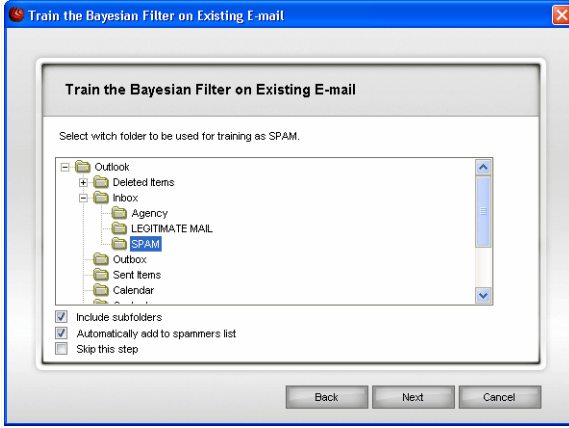 Train the Bayesian Filter on Existing E-mail
Train the Bayesian Filter on Existing E-mail
Select witch folder to be used for training as SPAM.
Outlook
Deleted Items
Inbox
Agency
LEGITIMATE MAIL
SPAM
Outbox
Sent Items
Calendar
Include subfolders
Automatically add to spammers list
Skip this step
Back Next Cancel